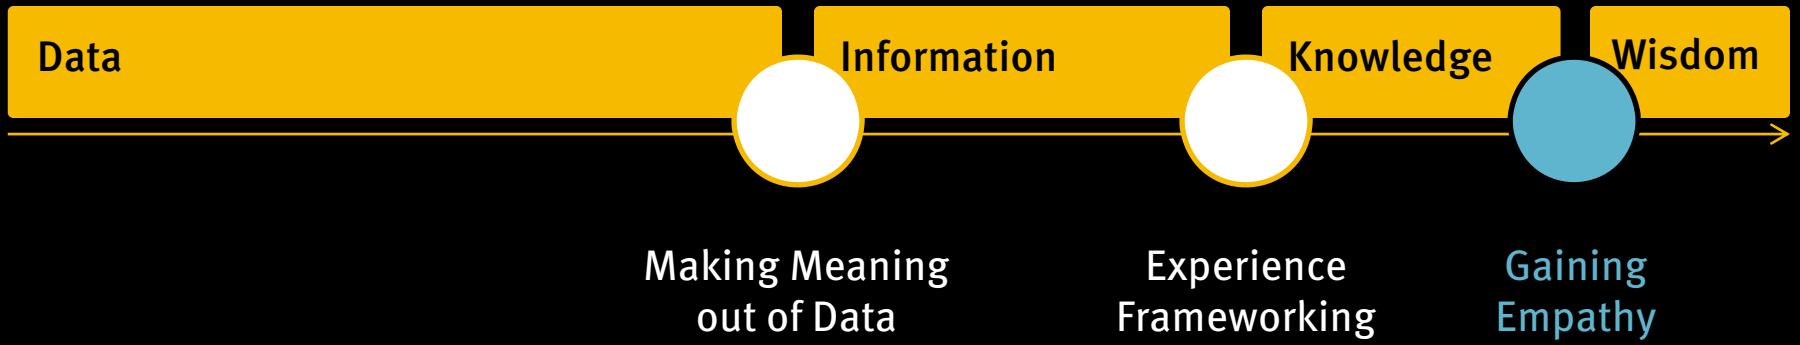 Data
Information
Knowledge
Wisdom
Making Meaning
out of Data
Experience
Frameworking
Gaining
Empathy